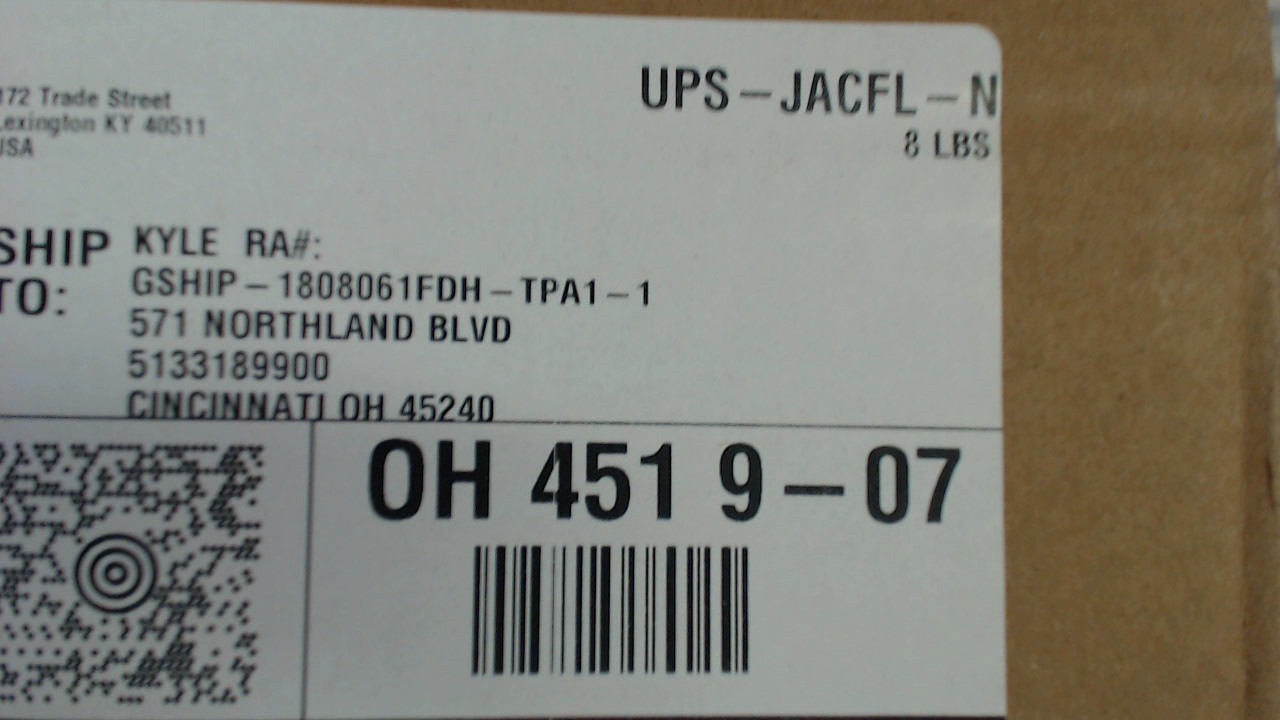 172 Trade Street
Lexington KY 40511
USA
UPS-JACFL-N
8 LBS
SHIP TO:
KYLE RA#:
GSHIP-1808061FDH-TPA1-1
571 NORTHLAND BLVD
5133189900
CINCINNATI OH 45240
OH 451 9-07